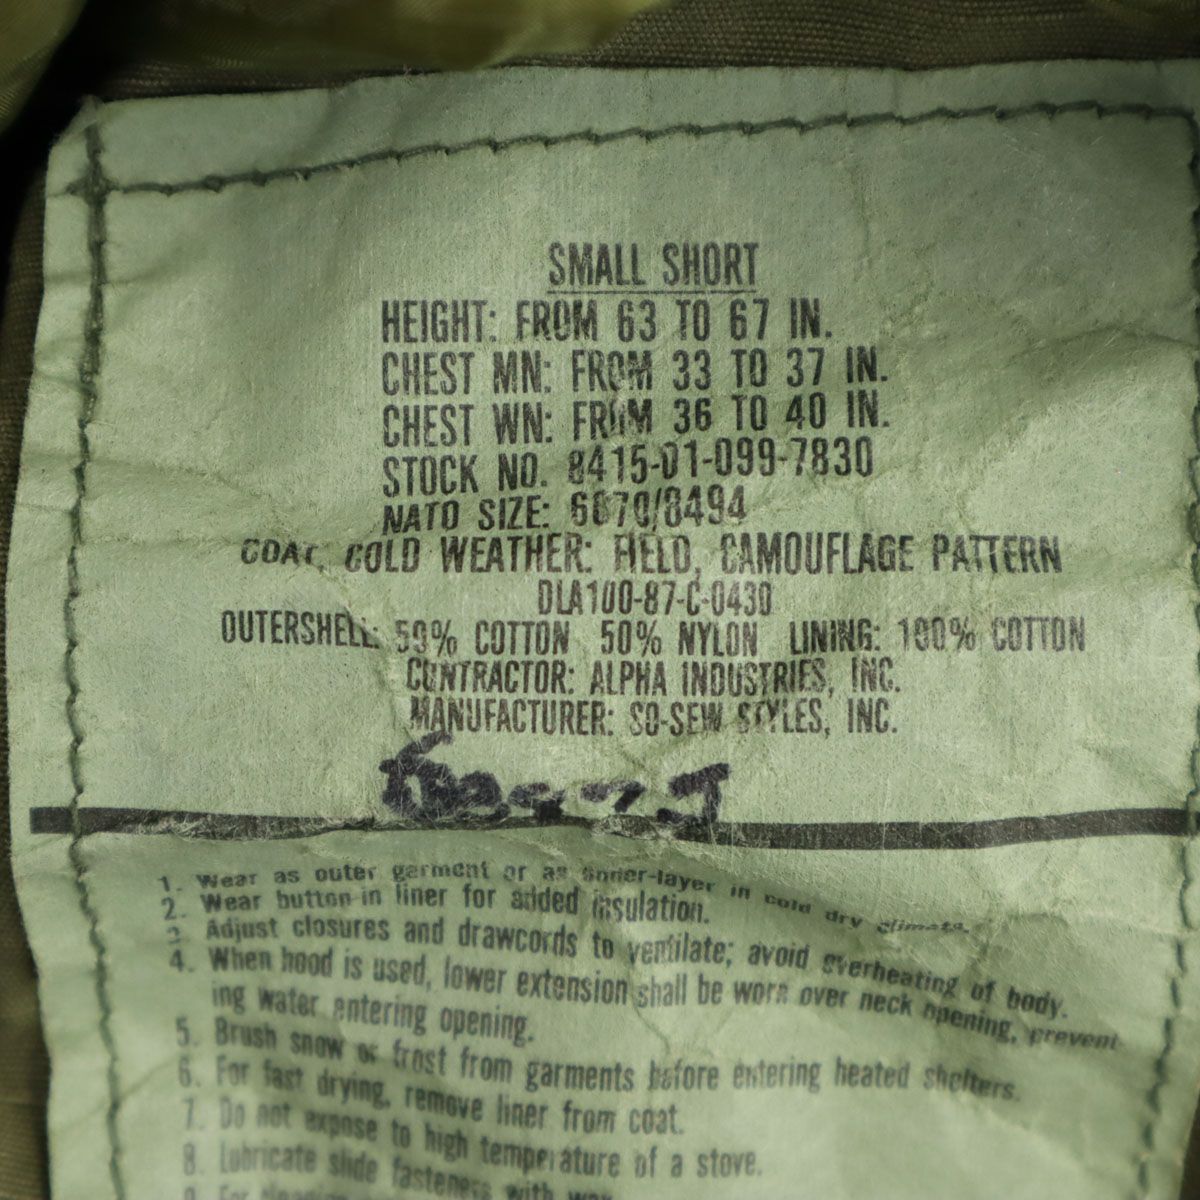 SMALL SHORT
HEIGHT: FROM 63 TO 67 IN.
CHEST MN: FROM 33 TO 37 IN.
CHEST WN: FROM 36 TO 40 IN.
STOCK NO. 8415-01-099-7830
NATO SIZE: 6070/8494
COAT, COLD WEATHER: FIELD, CAMOUFLAGE PATTERN
DLA100-87-C-0430
OUTERSHELL: 50% COTTON 50% NYLON LINING: 100% COTTON
CONTRACTOR: ALPHA INDUSTRIES, INC.
MANUFACTURER: SO-SEW STYLES, INC.
1. Wear as outer garment or as inner-layer in cold dry climate.
2. Wear button-in liner for added insulation.
3. Adjust closures and drawcords to ventilate; avoid overheating of body.
4. When hood is used, lower extension shall be worn over neck opening, prevent-
ing water entering opening.
5. Brush snow or frost from garments before entering heated shelters.
6. For fast drying, remove liner from coat.
7. Do not expose to high temperature of a stove.
8. Lubricate slide fasteners with wax.
9. For cleaning